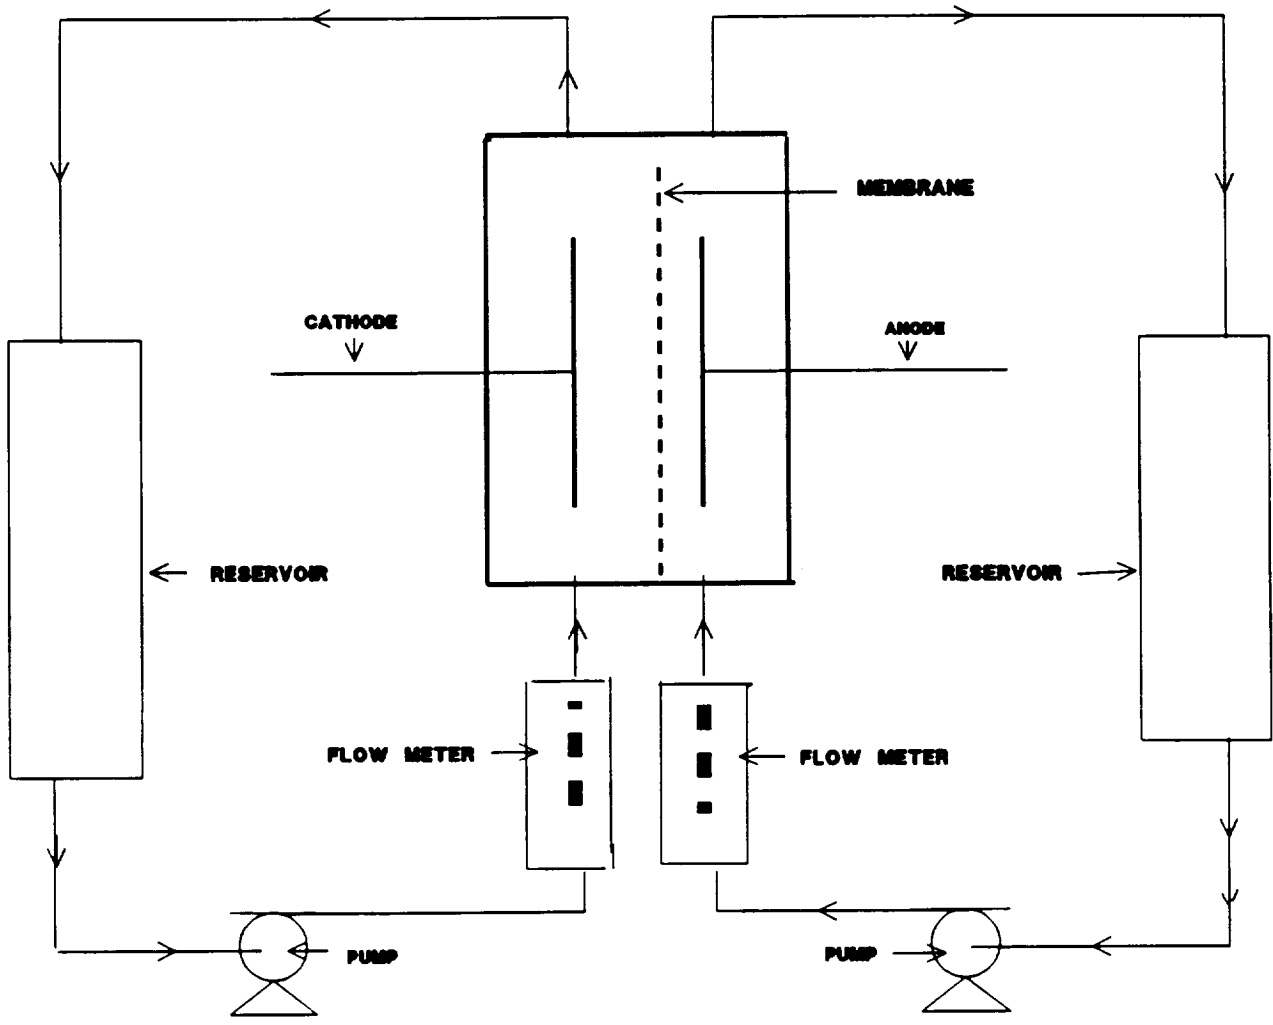 MEMBRANE
CATHODE
ANODE
RESERVOIR
RESERVOIR
FLOW METER
FLOW METER
PUMP
PUMP